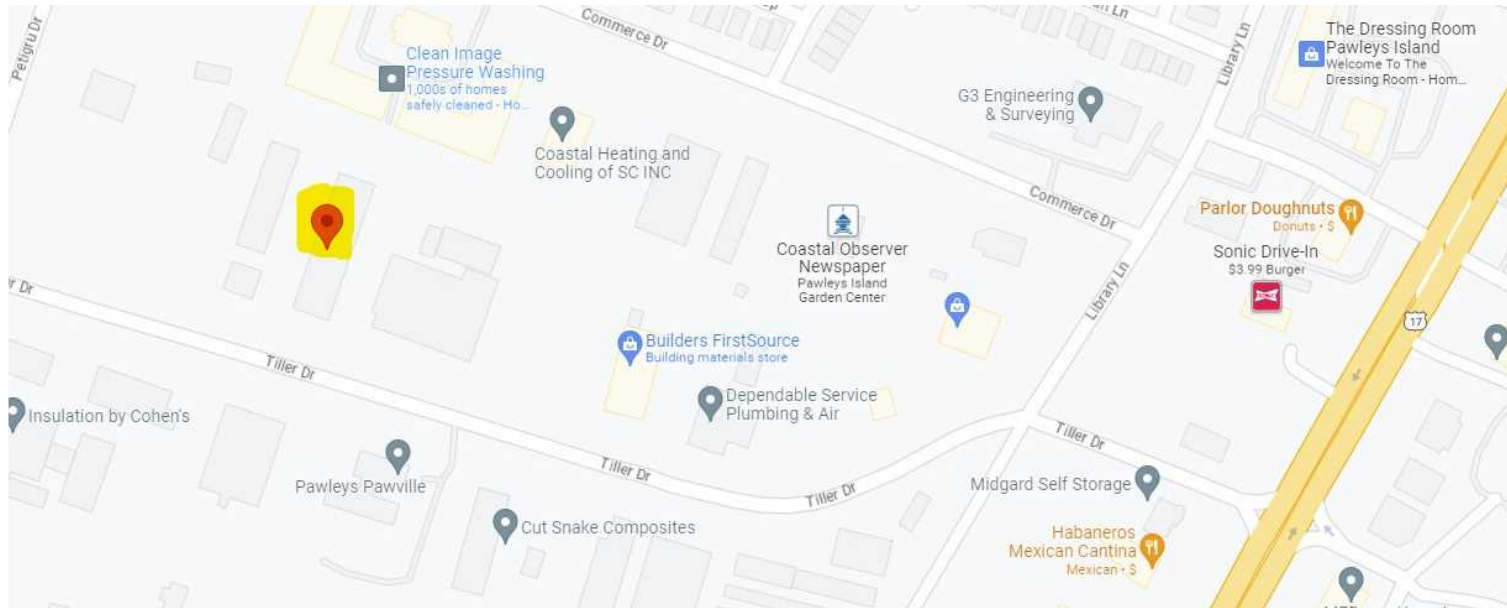 Petigru Dr
Clean Image
Pressure Washing
1,000s of homes
safely cleaned - Ho...
Commerce Dr
Library Ln
The Dressing Room
Pawleys Island
Welcome To The
Dressing Room - Hom...
G3 Engineering
& Surveying
Coastal Heating and
Cooling of SC INC
Commerce Dr
Parlor Doughnuts
Donuts • $
Coastal Observer
Newspaper
Pawleys Island
Garden Center
Sonic Drive-In
$3.99 Burger
Library Ln
17
Dr
Builders FirstSource
Building materials store
Tiller Dr
Dependable Service
Plumbing & Air
Insulation by Cohen's
Tiller Dr
Pawleys Pawville
Tiller Dr
Tiller Dr
Midgard Self Storage
Cut Snake Composites
Habaneros
Mexican Cantina
Mexican • $